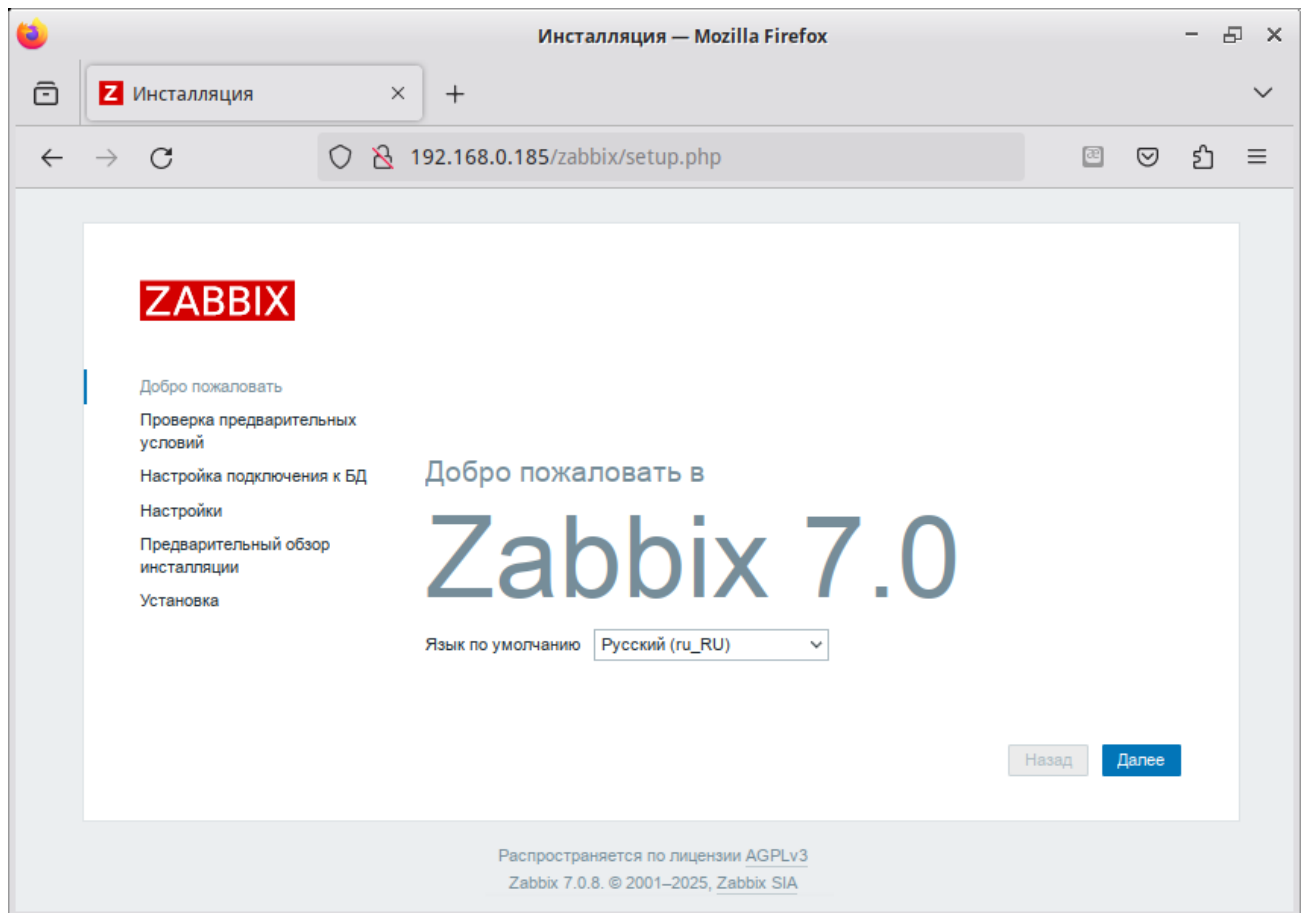 Инсталляция — Mozilla Firefox
Z Инсталляция
192.168.0.185/zabbix/setup.php
ZABBIX
Добро пожаловать
Проверка предварительных
условий
Настройка подключения к БД
Настройки
Предварительный обзор
инсталляции
Установка
Добро пожаловать в
Zabbix 7.0
Язык по умолчанию Русский (ru_RU)
Назад Далее
Распространяется по лицензии AGPLv3
Zabbix 7.0.8. © 2001–2025, Zabbix SIA